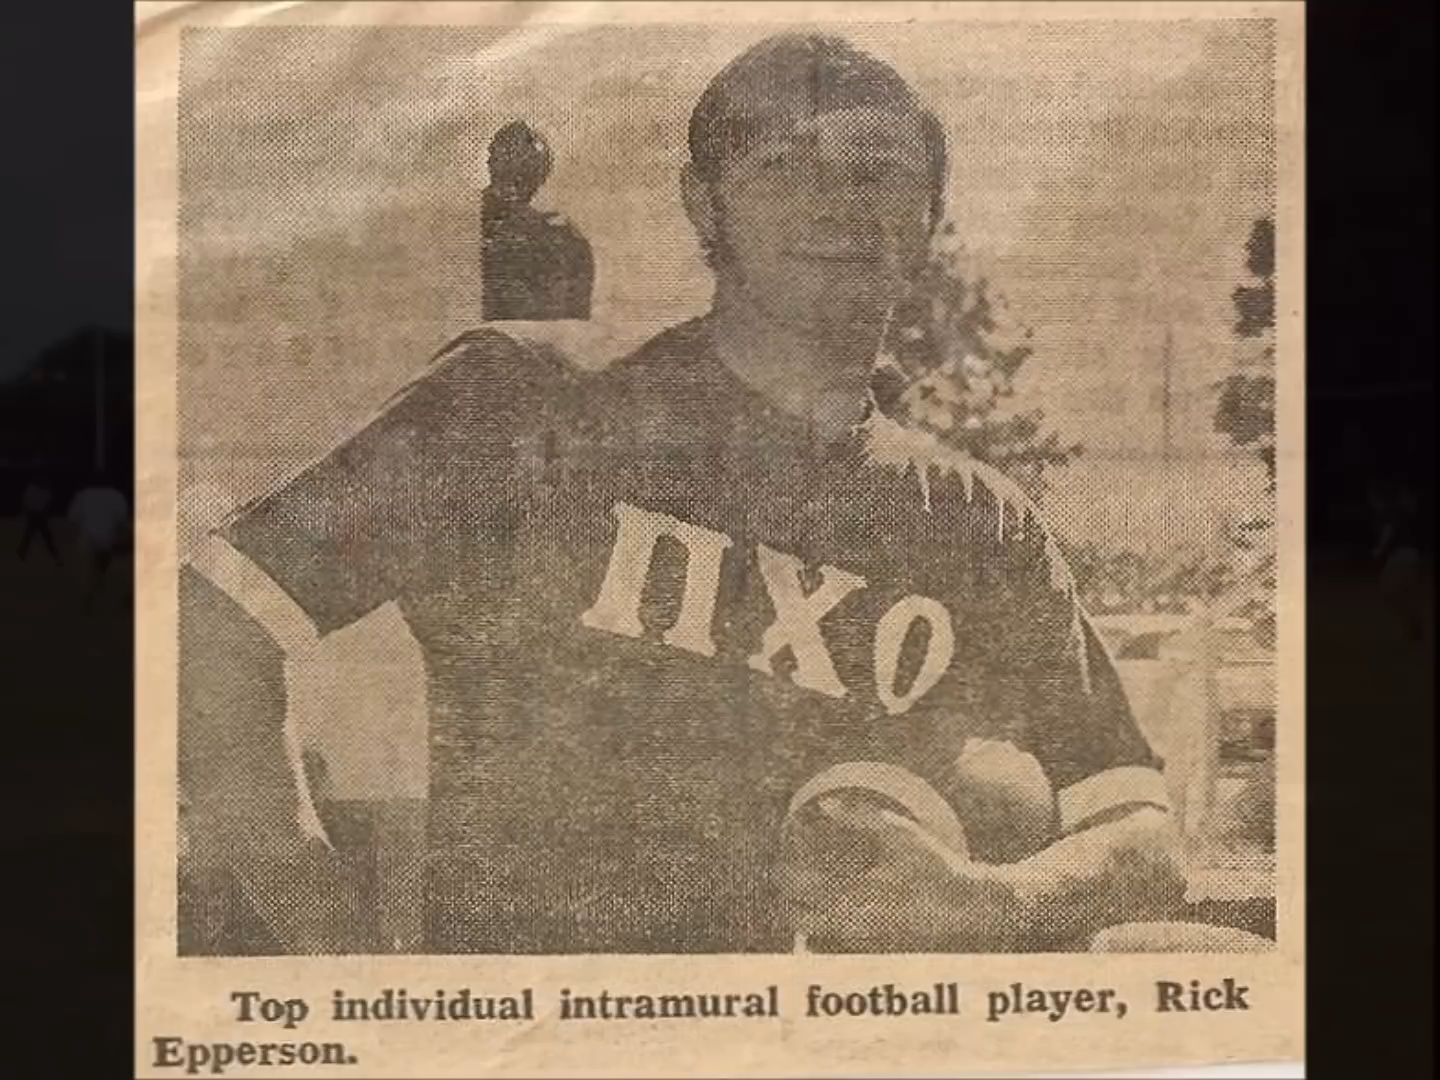 ΠΧΟ
Top individual intramural football player, Rick
Epperson.